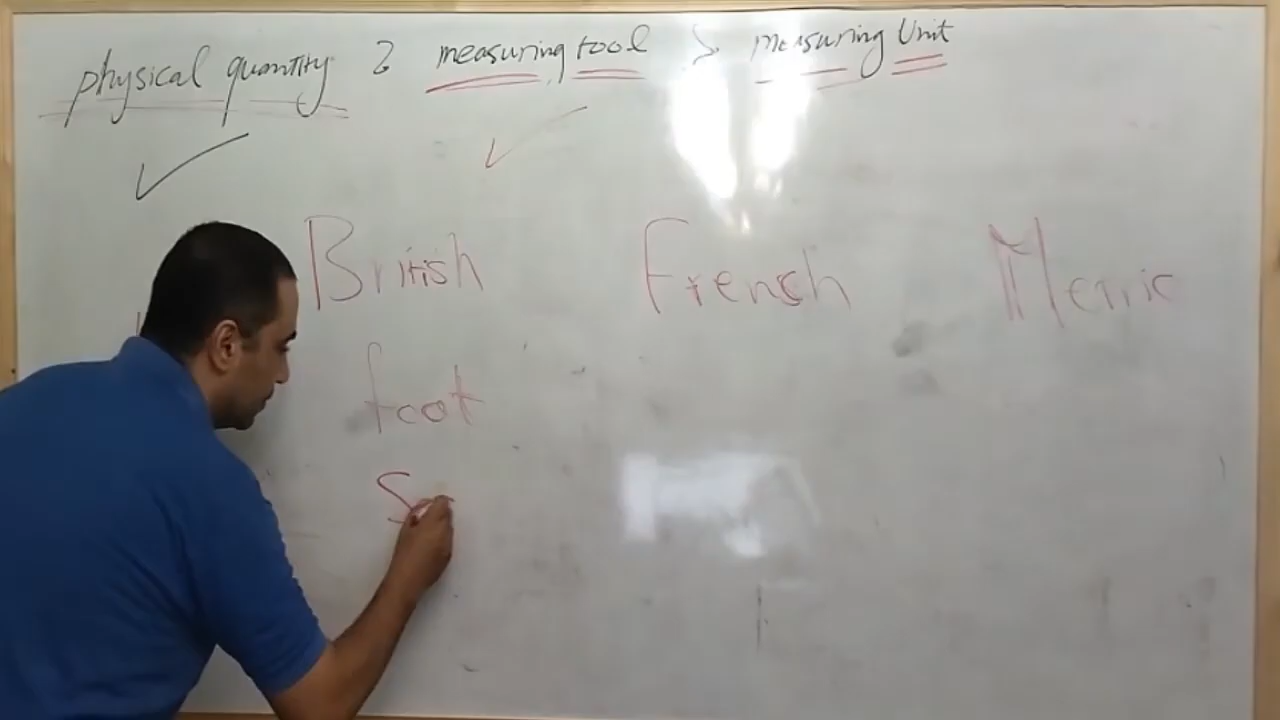 physical quantity > measuring tool > measuring Unit
British French Metric
foot
S